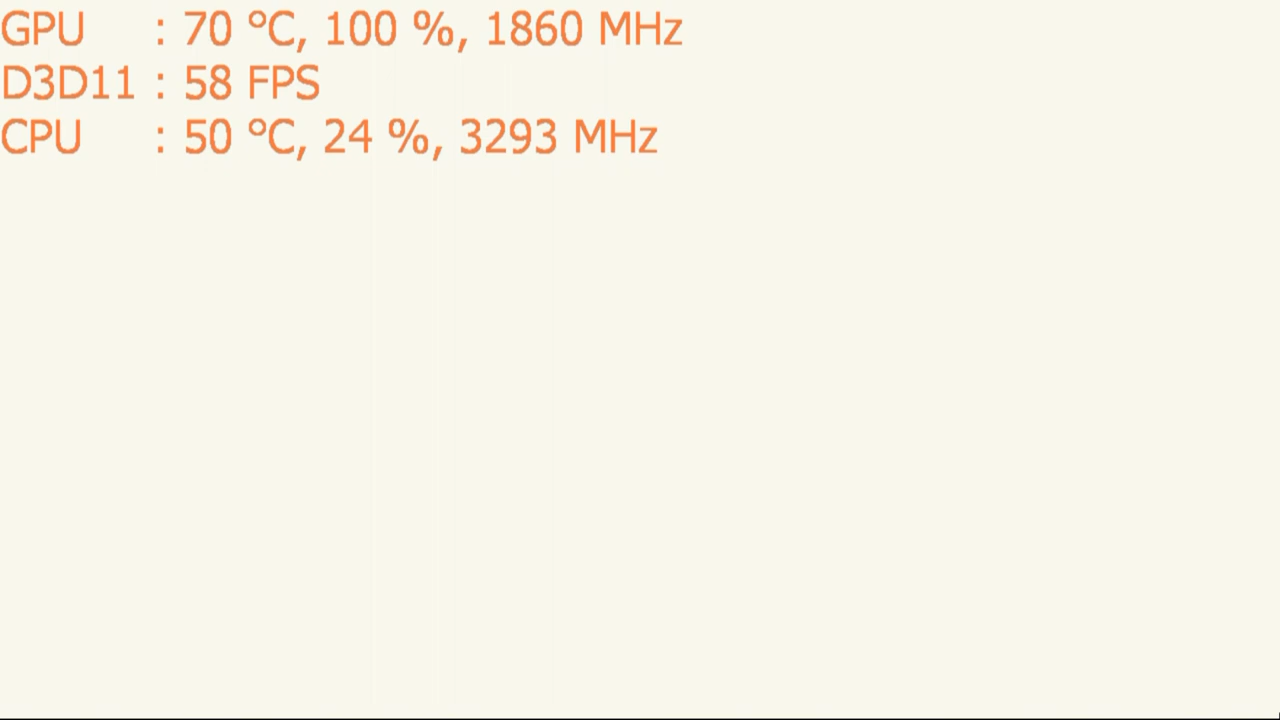 GPU : 70 °C, 100 %, 1860 MHz
D3D11 : 58 FPS
CPU : 50 °C, 24 %, 3293 MHz